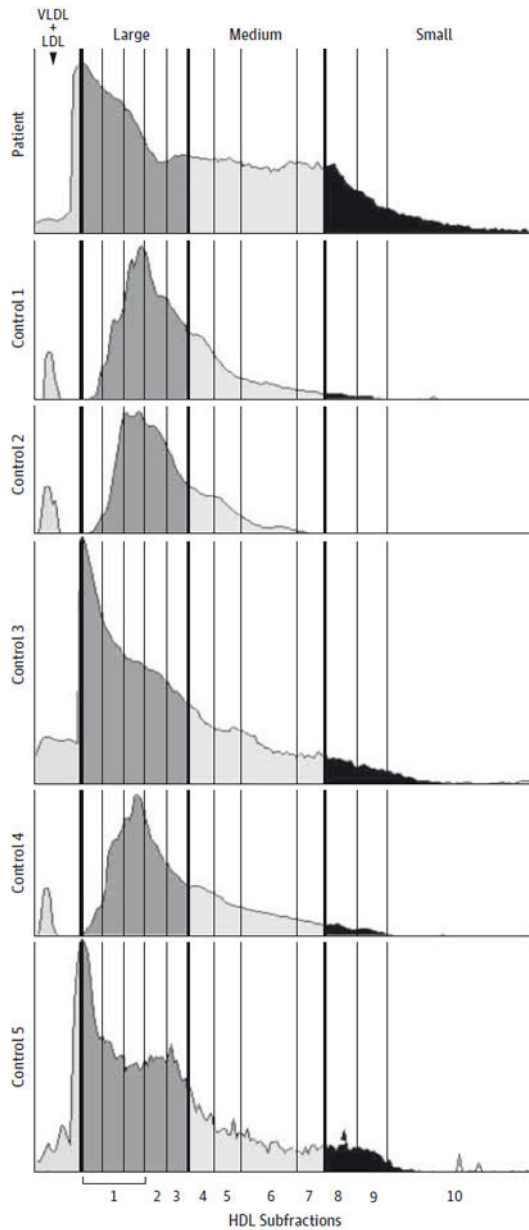 VLDL
+
LDL
Large Medium Small
Patient
Control 1
Control 2
Control 3
Control 4
Control 5
1 2 3 4 5 6 7 8 9 10
HDL Subfractions